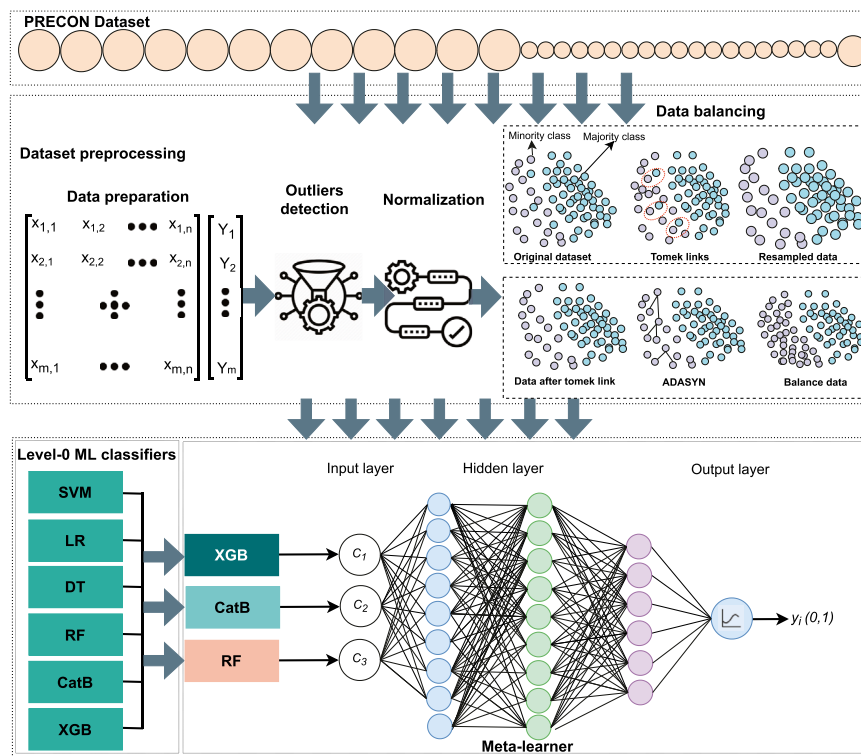 PRECON Dataset
Data balancing
Minority class
Majority class
Dataset preprocessing
Data preparation
Outliers
detection
Normalization
x1,1 x1,2 ●●● x1,n
x2,1 x2,2 ●●● x2,n
xm,1 ●●● xm,n
Y1
Y2
Ym
Original dataset
Tomek links
Resampled data
Data after tomek link
ADASYN
Balance data
Level-0 ML classifiers
SVM
LR
DT
RF
CatB
XGB
XGB
CatB
RF
Input layer
Hidden layer
Output layer
C1
C2
C3
yi (0,1)
Meta-learner